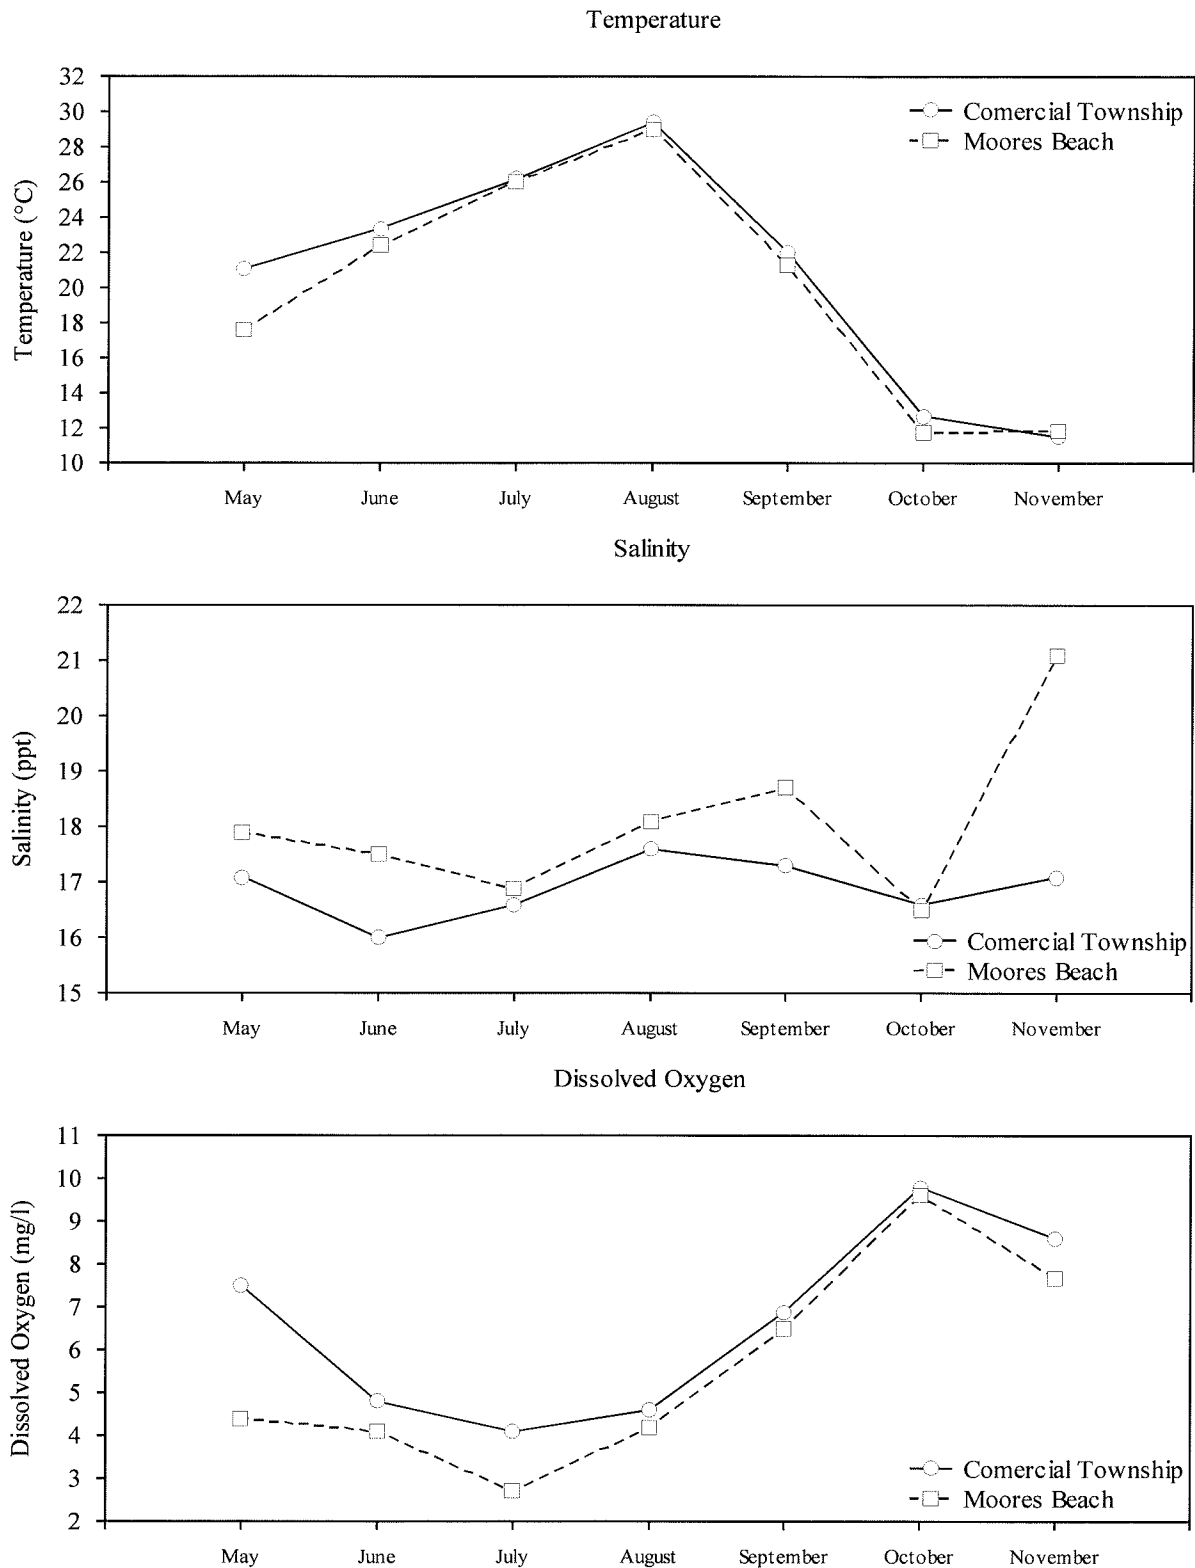 Temperature
32
30
28
26
24
22
20
18
16
14
12
10
Temperature (°C)
Comercial Township
Moores Beach
May June July August September October November
Salinity
22
21
20
19
18
17
16
15
Salinity (ppt)
Comercial Township
Moores Beach
May June July August September October November
Dissolved Oxygen
11
10
9
8
7
6
5
4
3
2
Dissolved Oxygen (mg/l)
Comercial Township
Moores Beach
May June July August September October November